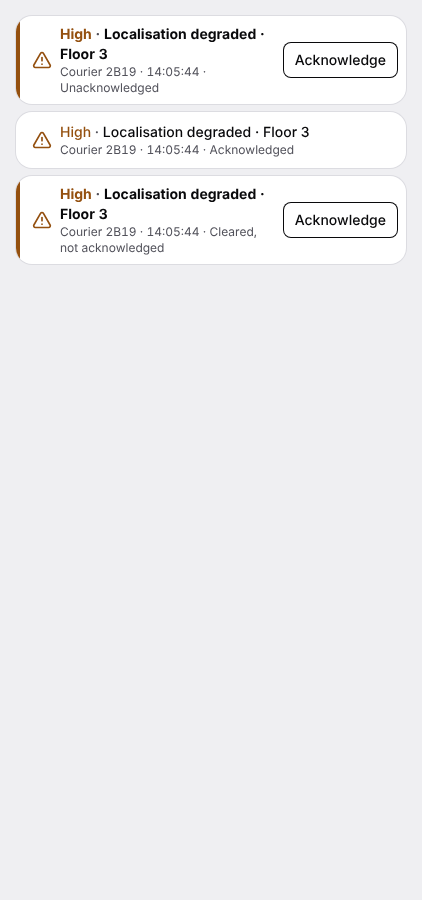 High · Localisation degraded ·
Floor 3
Courier 2B19 · 14:05:44 ·
Unacknowledged
Acknowledge
High · Localisation degraded · Floor 3
Courier 2B19 · 14:05:44 · Acknowledged
High · Localisation degraded ·
Floor 3
Courier 2B19 · 14:05:44 · Cleared,
not acknowledged
Acknowledge